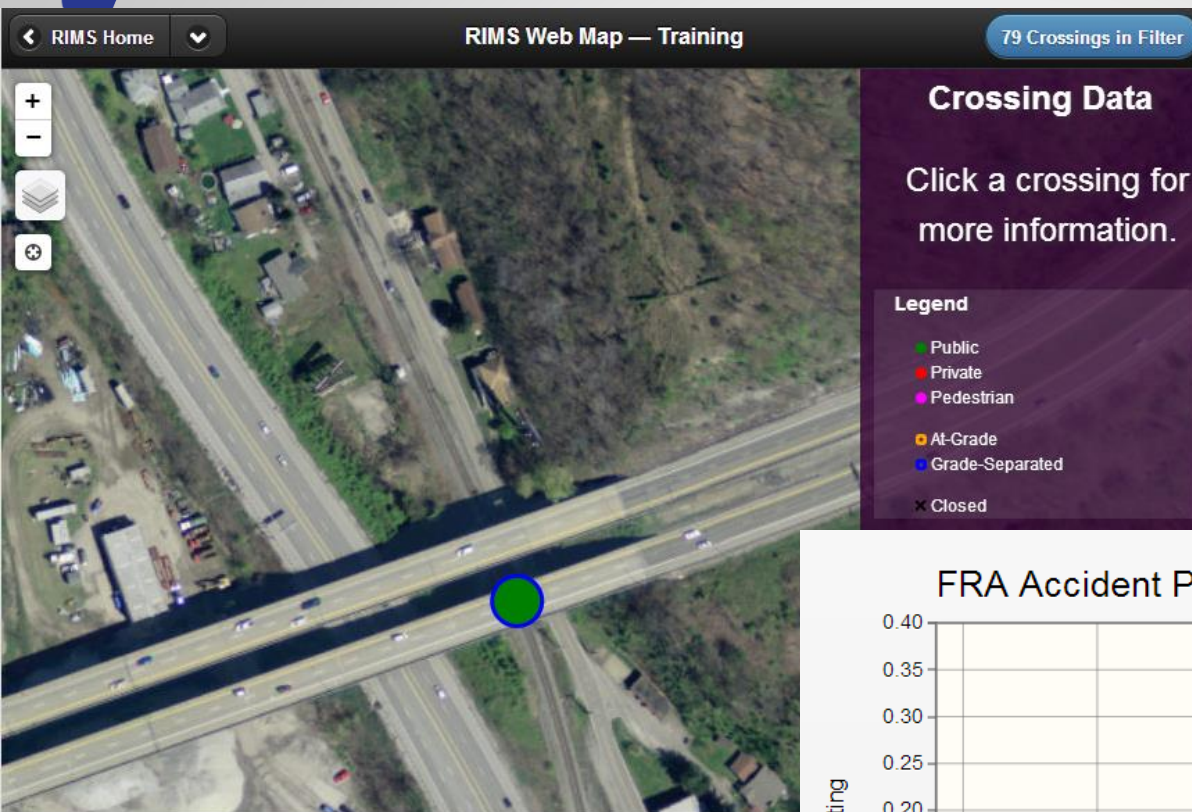 RIMS Home
RIMS Web Map — Training
79 Crossings in Filter
+
−
Crossing Data
Click a crossing for
more information.
Legend
Public
Private
Pedestrian
At-Grade
Grade-Separated
Closed
FRA Accident P
0.40
0.35
0.30
0.25
0.20